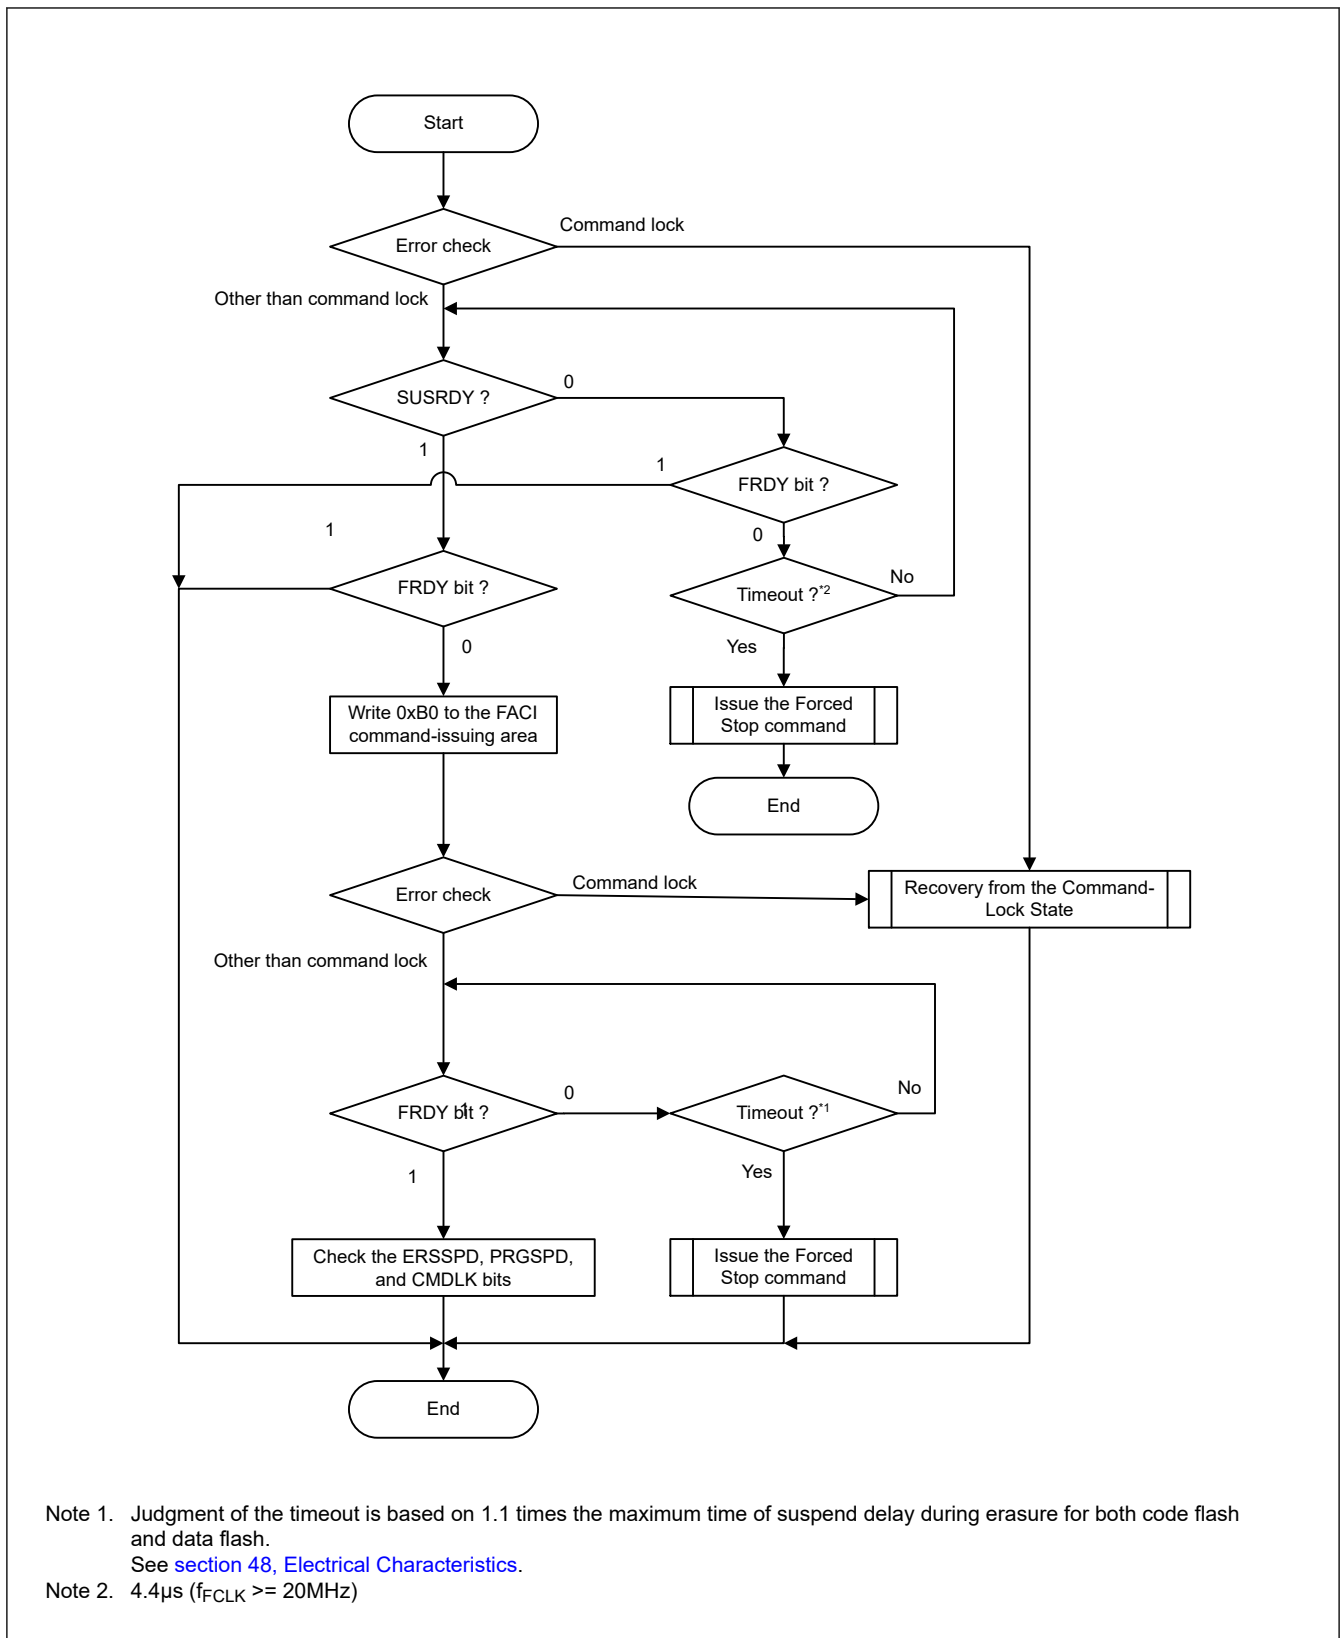 Start
Error check
Command lock
Other than command lock
SUSRDY ?
0
1
1
FRDY bit ?
1
0
FRDY bit ?
Timeout ?*2
No
0
Yes
Write 0xB0 to the FACI
command-issuing area
Issue the Forced
Stop command
End
Error check
Command lock
Recovery from the Command-
Lock State
Other than command lock
FRDY bit ?
1
0
Timeout ?*1
No
1
Yes
Check the ERSSPD, PRGSPD,
and CMDLK bits
Issue the Forced
Stop command
End
Note 1. Judgment of the timeout is based on 1.1 times the maximum time of suspend delay during erasure for both code flash
and data flash.
See section 48, Electrical Characteristics.
Note 2. 4.4µs (fFCLK >= 20MHz)